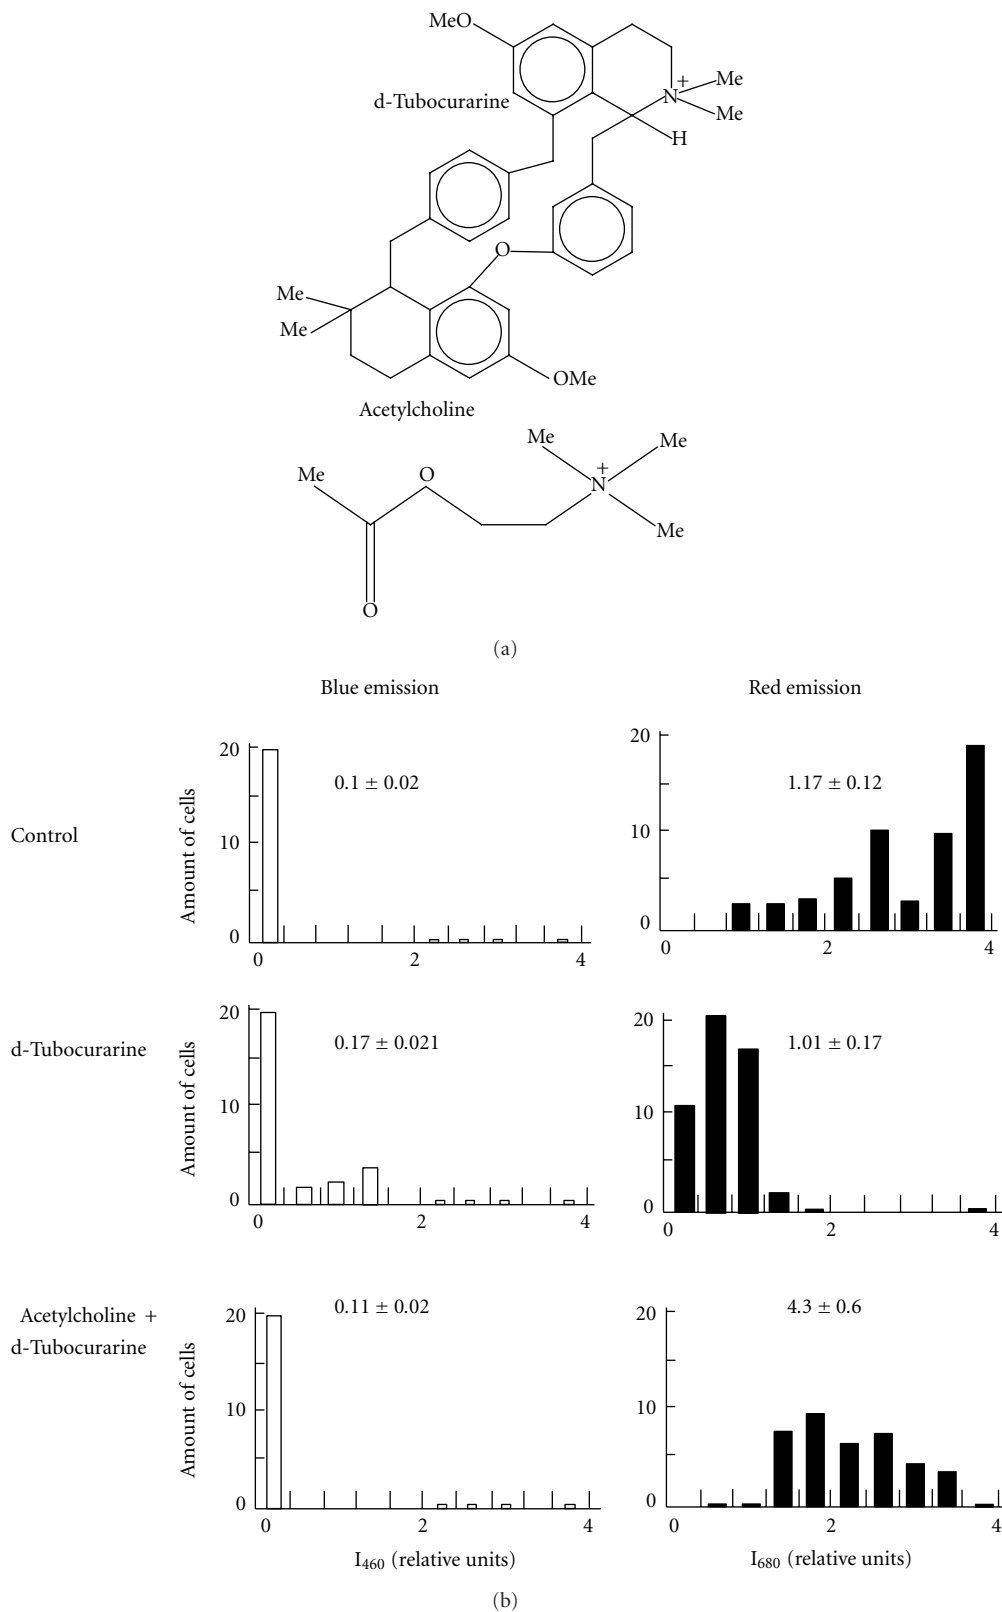 MeO
d-Tubocurarine
+
N
Me
Me
H
O
Me
Me
OMe
Acetylcholine
Me
O
Me
+
N
Me
Me
O
(a)
Blue emission
Red emission
Control
Amount of cells
20
10
0
0.1 ± 0.02
0 2 4
20
10
0
1.17 ± 0.12
2 4
d-Tubocurarine
Amount of cells
20
10
0
0.17 ± 0.021
0 2 4
20
10
0
1.01 ± 0.17
0 2 4
Acetylcholine +
d-Tubocurarine
Amount of cells
20
10
0
0.11 ± 0.02
0 2 4
I460 (relative units)
20
10
0
4.3 ± 0.6
0 2 4
I680 (relative units)
(b)